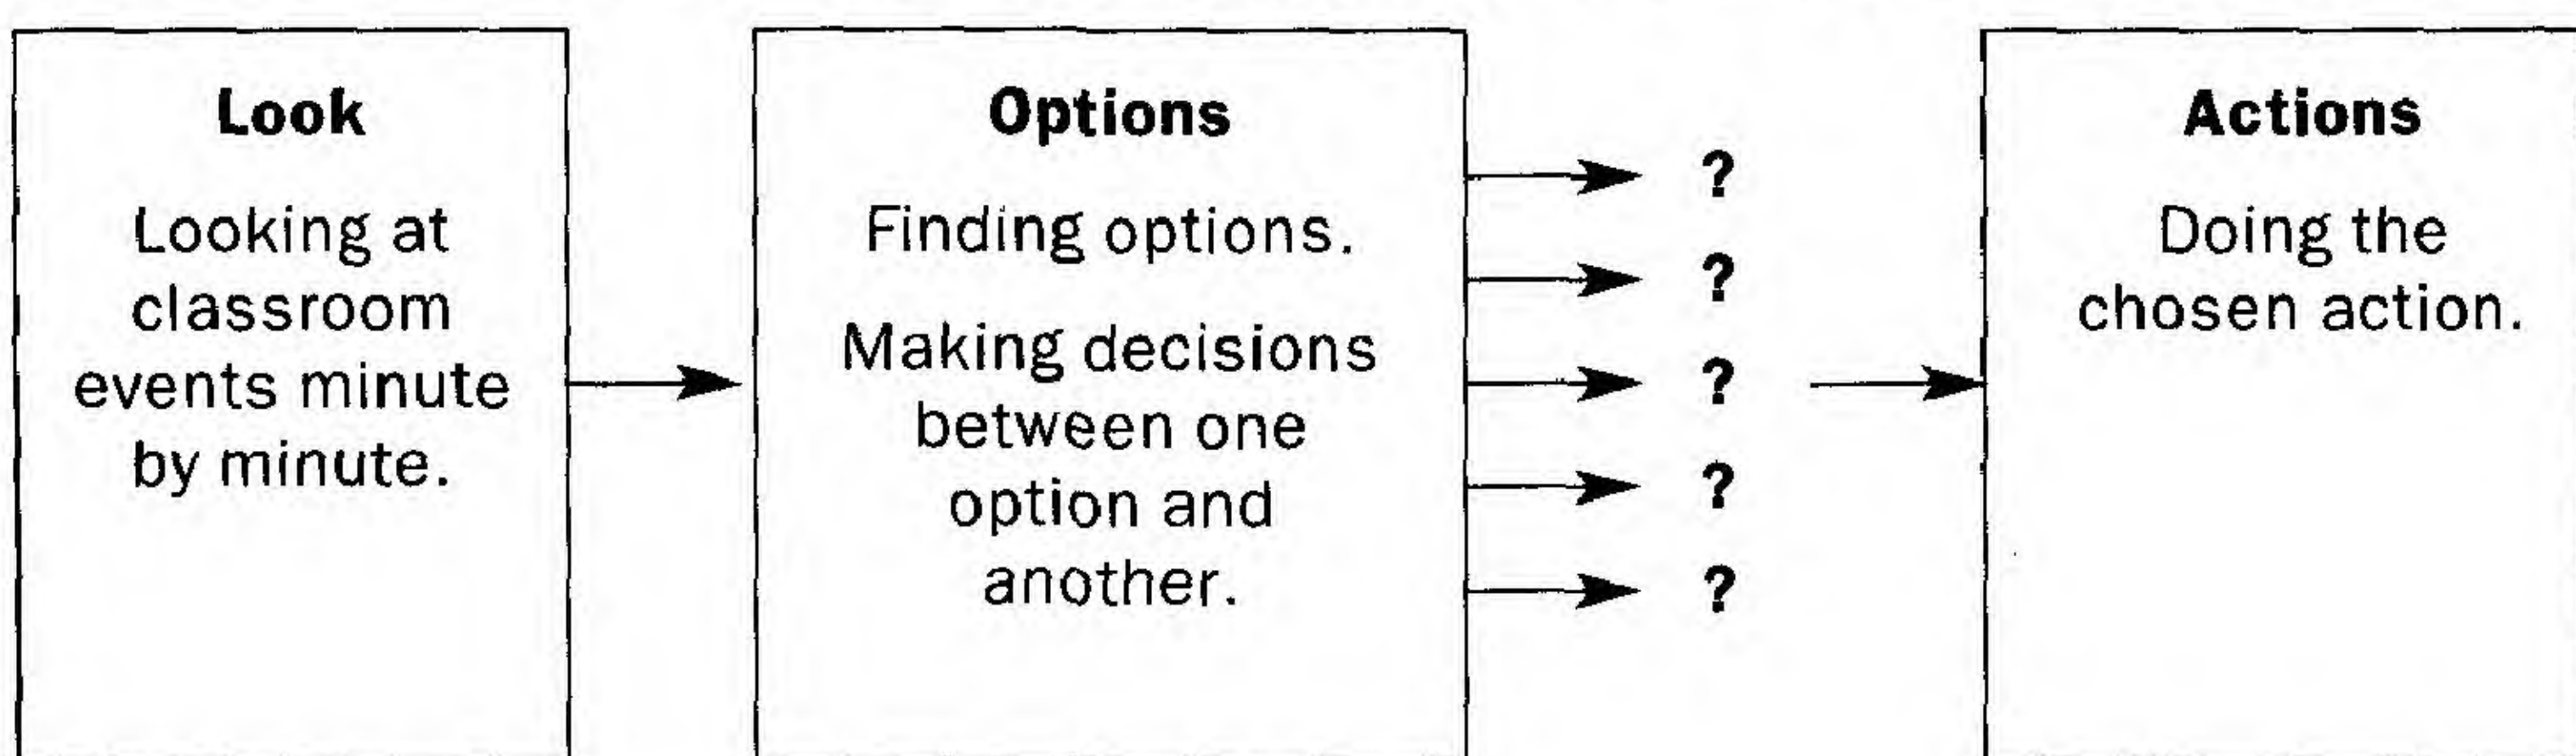 Look
Looking at
classroom
events minute
by minute.
Options
Finding options.
Making decisions
between one
option and
another.
?
?
?
?
?
Actions
Doing the
chosen action.